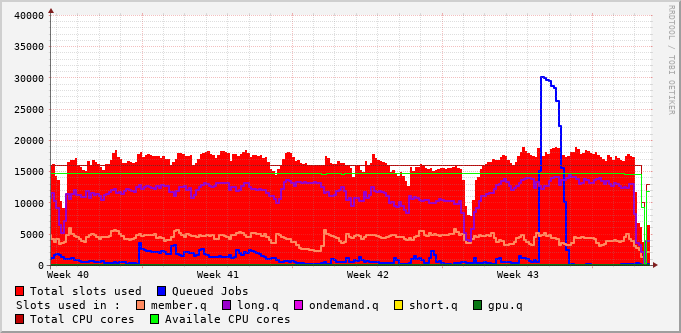 40000
35000
30000
25000
20000
15000
10000
5000
0
Week 40 Week 41 Week 42 Week 43
RRDTOOL / TOBI OETIKER
Total slots used Queued Jobs
Slots used in : member.q long.q ondemand.q short.q gpu.q
Total CPU cores Availale CPU cores